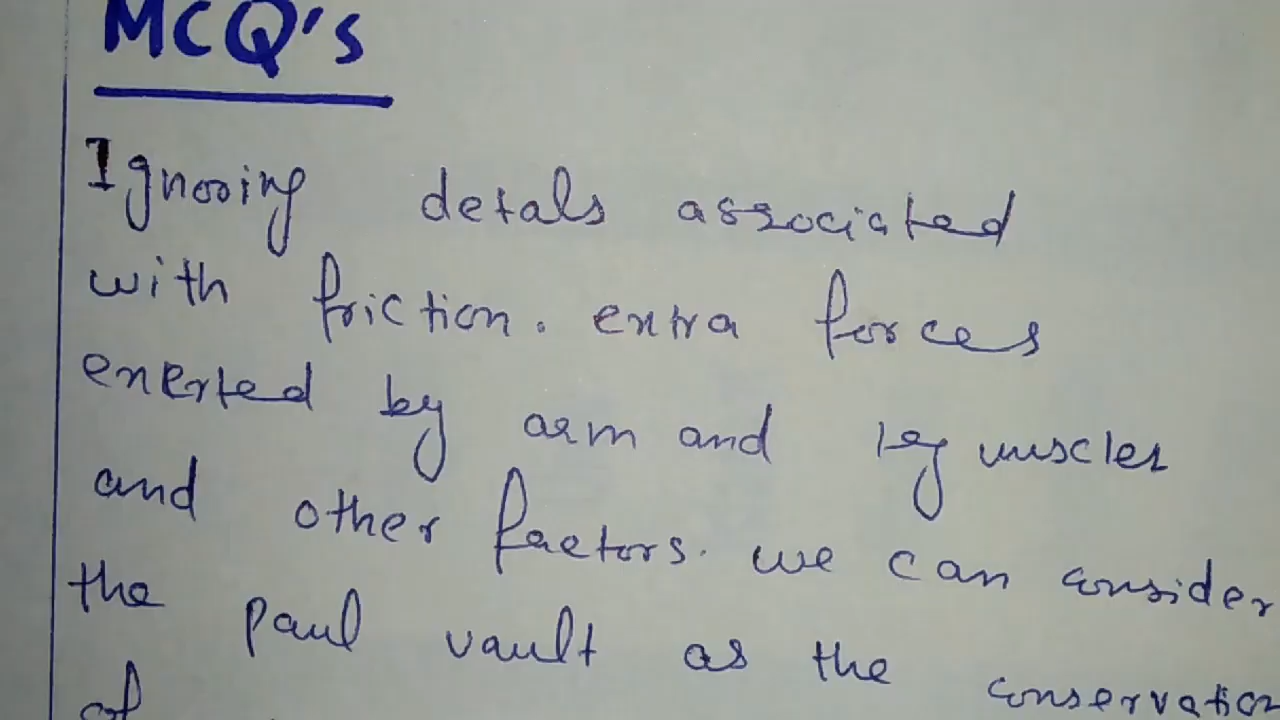 MCQ's
Ignoring detals associated
with friction. extra forces
exerted by arm and leg muscles
and other factors. we can consider
the paul vault as the conservation
of